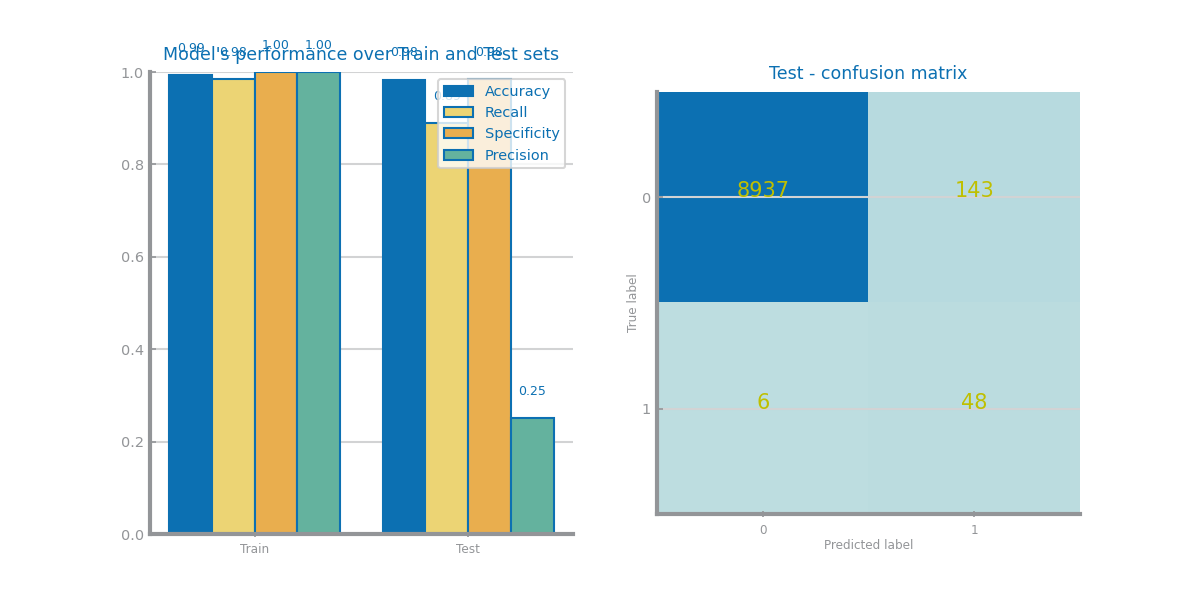 Model's performance over Train and Test sets
0.99
0.98
1.00
1.00
0.98
0.98
0.25
Accuracy
Recall
Specificity
Precision
1.0
0.8
0.6
0.4
0.2
0.0
Train
Test
Test - confusion matrix
8937
143
6
48
0
1
True label
0
1
Predicted label